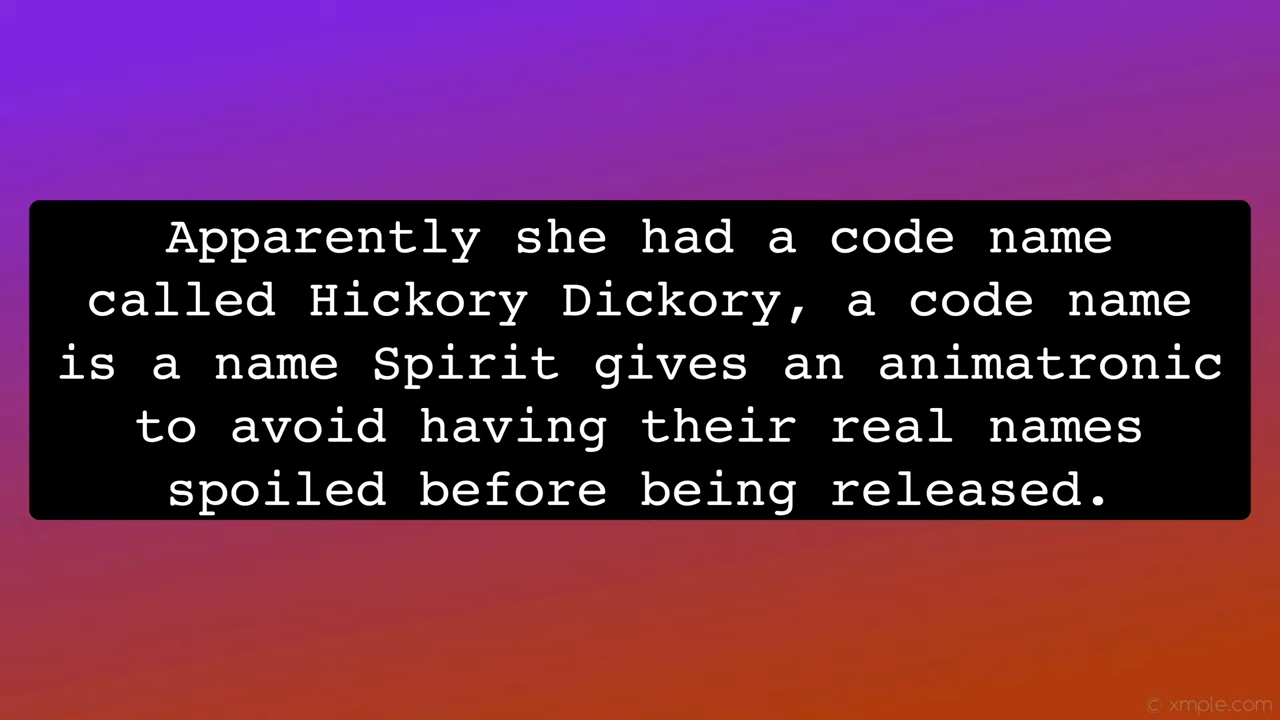 Apparently she had a code name
called Hickory Dickory, a code name
is a name Spirit gives an animatronic
to avoid having their real names
spoiled before being released.
© xmple.com